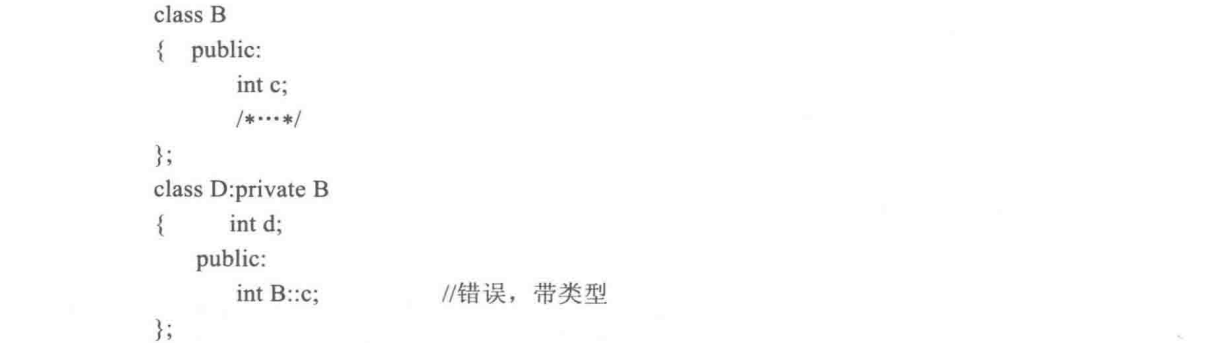 class B
{ public:
int c;
/*…*/
};
class D:private B
{ int d;
public:
int B::c; //错误，带类型
};